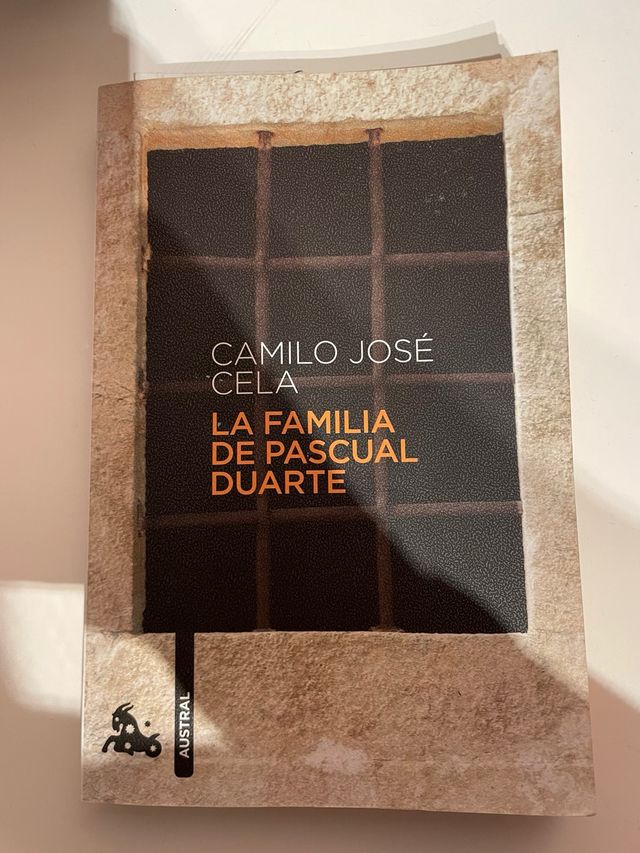 CAMILO JOSÉ
CELA
LA FAMILIA
DE PASCUAL
DUARTE
AUSTRAL